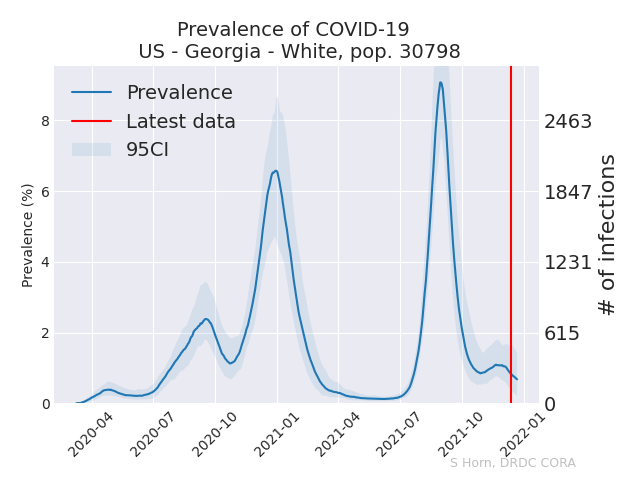 Prevalence of COVID-19
US - Georgia - White, pop. 30798
Prevalence
Latest data
95CI
Prevalence (%)
8
6
4
2
0
2463
1847
1231
615
0
# of infections
2020-04
2020-07
2020-10
2021-01
2021-04
2021-07
2021-10
2022-01
S Horn, DRDC CORA